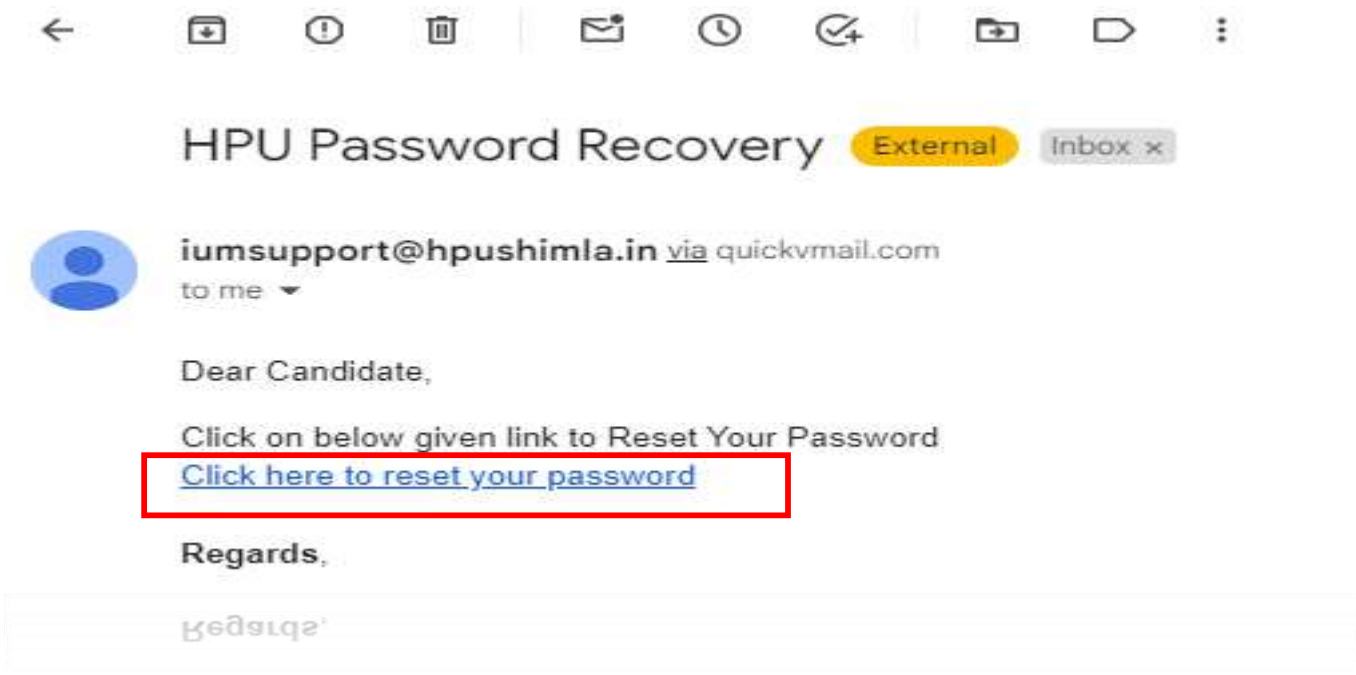 HPU Password Recovery External Inbox x
iumsupport@hpushimla.in via quickvmail.com
to me
Dear Candidate,
Click on below given link to Reset Your Password
Click here to reset your password
Regards,
Regards.